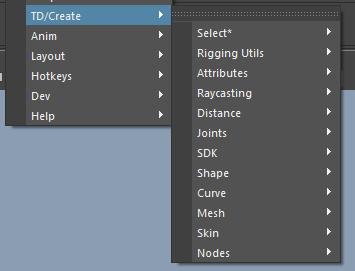 TD/Create
Anim
Layout
Hotkeys
Dev
Help
Select*
Rigging Utils
Attributes
Raycasting
Distance
Joints
SDK
Shape
Curve
Mesh
Skin
Nodes